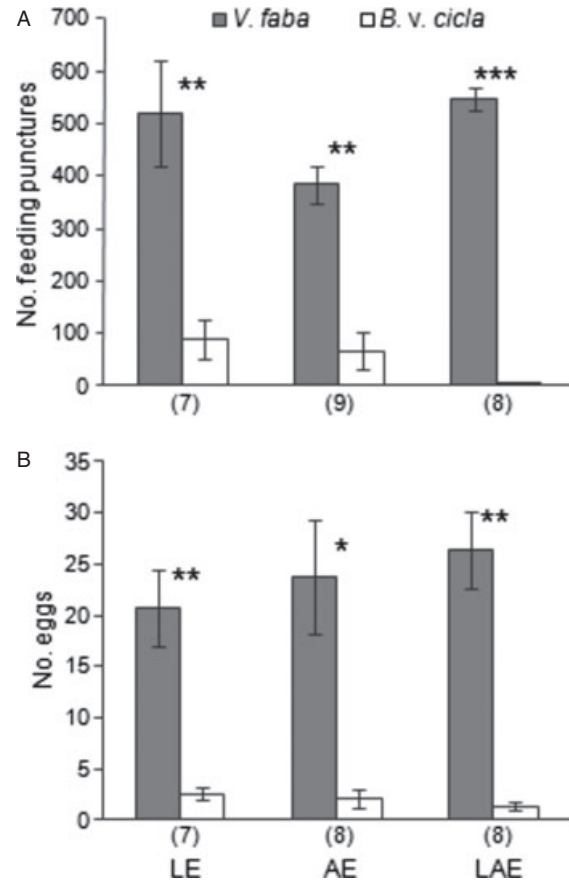 A
V. faba B. v. cicla
No. feeding punctures
700
600
500
400
300
200
100
0
** ** ***
(7) (9) (8)
B
No. eggs
35
30
25
20
15
10
5
0
** * **
(7) (8) (8)
LE AE LAE